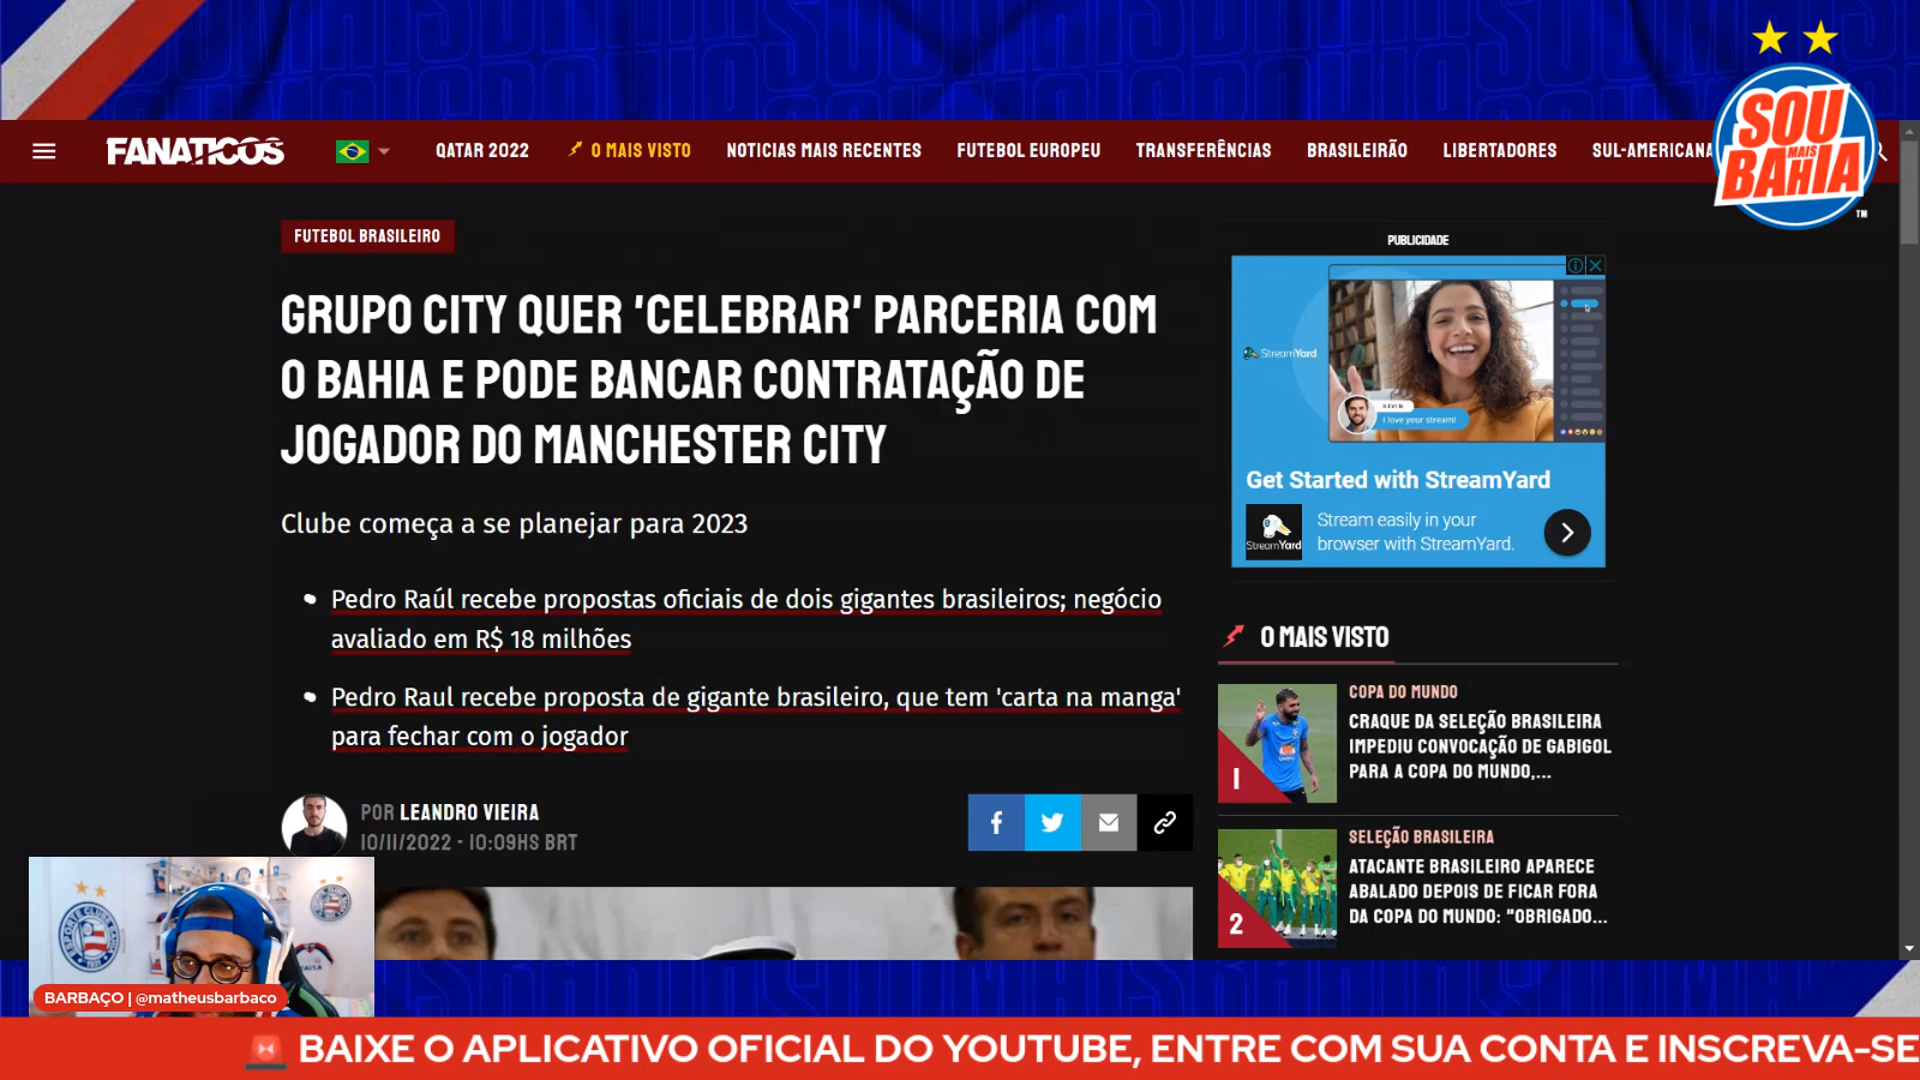 SOU
MAIS
BAHIA
TM
FANATICOS
QATAR 2022
O MAIS VISTO
NOTICIAS MAIS RECENTES
FUTEBOL EUROPEU
TRANSFERÊNCIAS
BRASILEIRÃO
LIBERTADORES
SUL-AMERICANA
FUTEBOL BRASILEIRO
GRUPO CITY QUER 'CELEBRAR' PARCERIA COM
O BAHIA E PODE BANCAR CONTRATAÇÃO DE
JOGADOR DO MANCHESTER CITY
Clube começa a se planejar para 2023
Pedro Raúl recebe propostas oficiais de dois gigantes brasileiros; negócio
avaliado em R$ 18 milhões
Pedro Raul recebe proposta de gigante brasileiro, que tem 'carta na manga'
para fechar com o jogador
POR LEANDRO VIEIRA
10/11/2022 - 10:09HS BRT
PUBLICIDADE
StreamYard
I love your stream!
Get Started with StreamYard
StreamYard
Stream easily in your
browser with StreamYard.
O MAIS VISTO
1
COPA DO MUNDO
CRAQUE DA SELEÇÃO BRASILEIRA
IMPEDIU CONVOCAÇÃO DE GABIGOL
PARA A COPA DO MUNDO,...
2
SELEÇÃO BRASILEIRA
ATACANTE BRASILEIRO APARECE
ABALADO DEPOIS DE FICAR FORA
DA COPA DO MUNDO: "OBRIGADO...
BARBAÇO | @matheusbarbaco
BAIXE O APLICATIVO OFICIAL DO YOUTUBE, ENTRE COM SUA CONTA E INSCREVA-SE